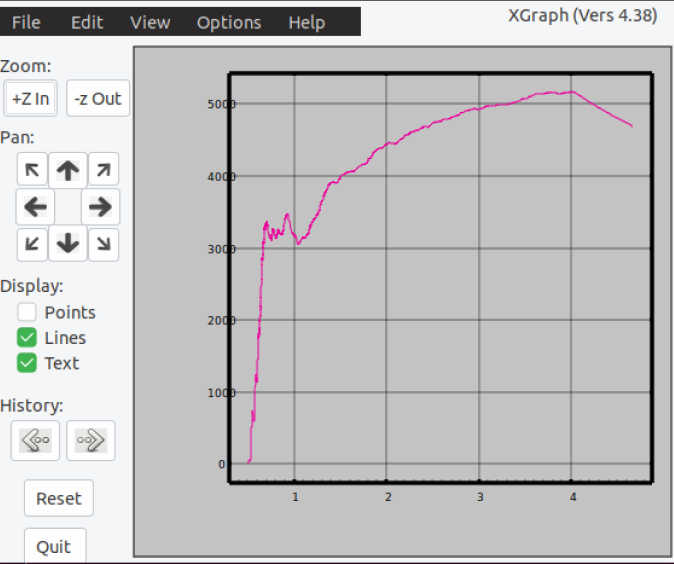 File Edit View Options Help
XGraph (Vers 4.38)
Zoom:
+Z In -z Out
Pan:
Display:
Points
Lines
Text
History:
Reset
Quit
5000
4000
3000
2000
1000
0
1 2 3 4